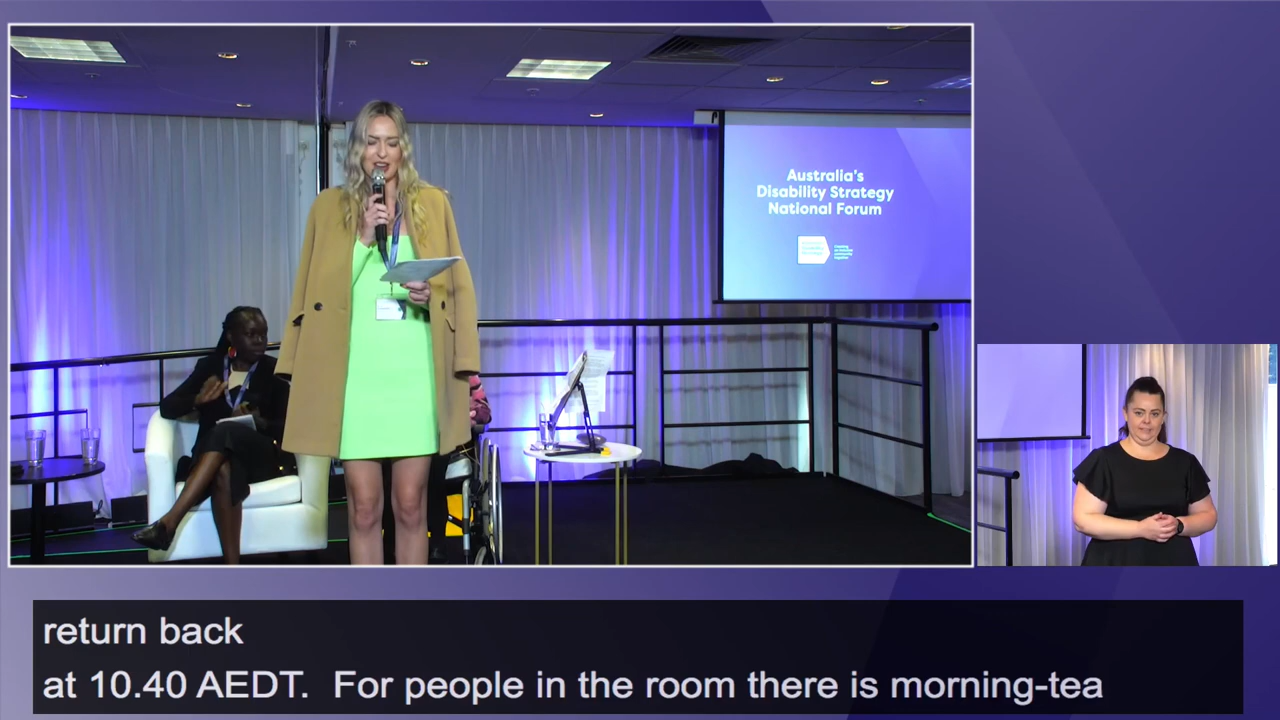 Australia's
Disability Strategy
National Forum
return back
at 10.40 AEDT.  For people in the room there is morning-tea